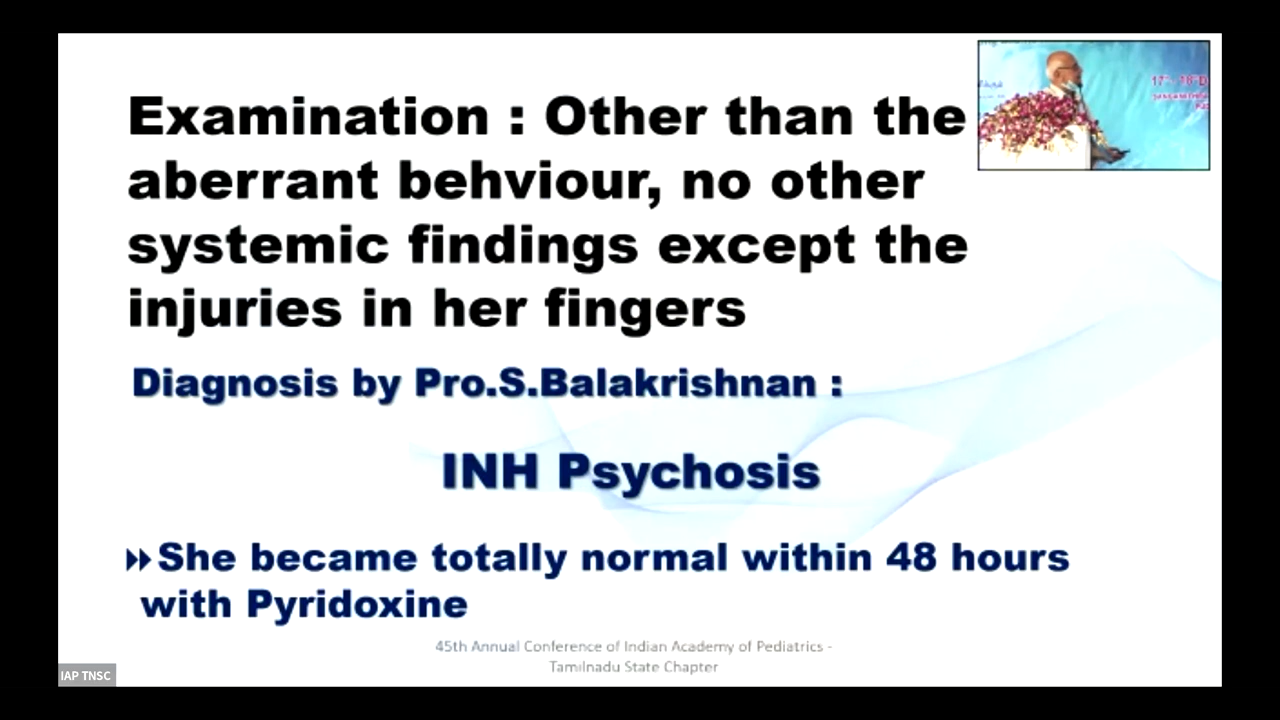 Examination : Other than the
aberrant behviour, no other
systemic findings except the
injuries in her fingers
Diagnosis by Pro.S.Balakrishnan :
INH Psychosis
She became totally normal within 48 hours
with Pyridoxine
45th Annual Conference of Indian Academy of Pediatrics -
Tamilnadu State Chapter
IAP TNSC